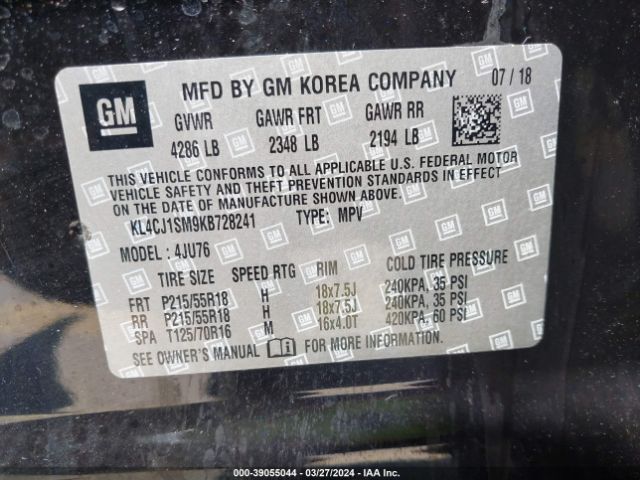 GM
MFD BY GM KOREA COMPANY 07/18
GVWR GAWR FRT GAWR RR
4286 LB 2348 LB 2194 LB
THIS VEHICLE CONFORMS TO ALL APPLICABLE U.S. FEDERAL MOTOR
VEHICLE SAFETY AND THEFT PREVENTION STANDARDS IN EFFECT
ON THE DATE OF MANUFACTURE SHOWN ABOVE.
KL4CJ1SM9KB728241 TYPE: MPV
MODEL: 4JU76
TIRE SIZE SPEED RTG RIM COLD TIRE PRESSURE
FRT P215/55R18 H 18x7.5J 240KPA, 35 PSI
RR P215/55R18 H 18x7.5J 240KPA, 35 PSI
SPA T125/70R16 M 16x4.0T 420KPA, 60 PSI
SEE OWNER'S MANUAL FOR MORE INFORMATION.
000-39055044 / 03/27/2024 - IAA Inc.